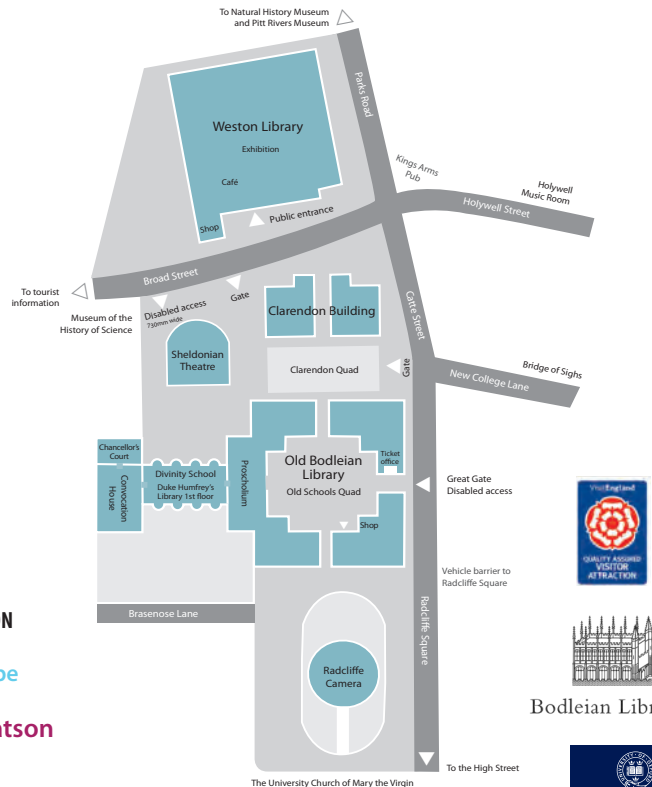 To Natural History Museum
and Pitt Rivers Museum
Parks Road
Weston Library
Exhibition
Café
Shop
Public entrance
Kings Arms
Pub
Holywell
Music Room
Holywell Street
Broad Street
To tourist
information
Museum of the
History of Science
Disabled access
730mm wide
Gate
Clarendon Building
Catte Street
Sheldonian
Theatre
Clarendon Quad
Gate
Bridge of Sighs
New College Lane
Chancellor's
Court
Convocation
House
Divinity School
Duke Humfrey's
Library 1st floor
Proscholium
Old Bodleian
Library
Old Schools Quad
Ticket
office
Great Gate
Disabled access
Shop
VisitEngland
QUALITY ASSURED
VISITOR
ATTRACTION
Vehicle barrier to
Radcliffe Square
Brasenose Lane
Radcliffe Square
Radcliffe
Camera
ON
pe
tson
Bodleian Libr
To the High Street
The University Church of Mary the Virgin